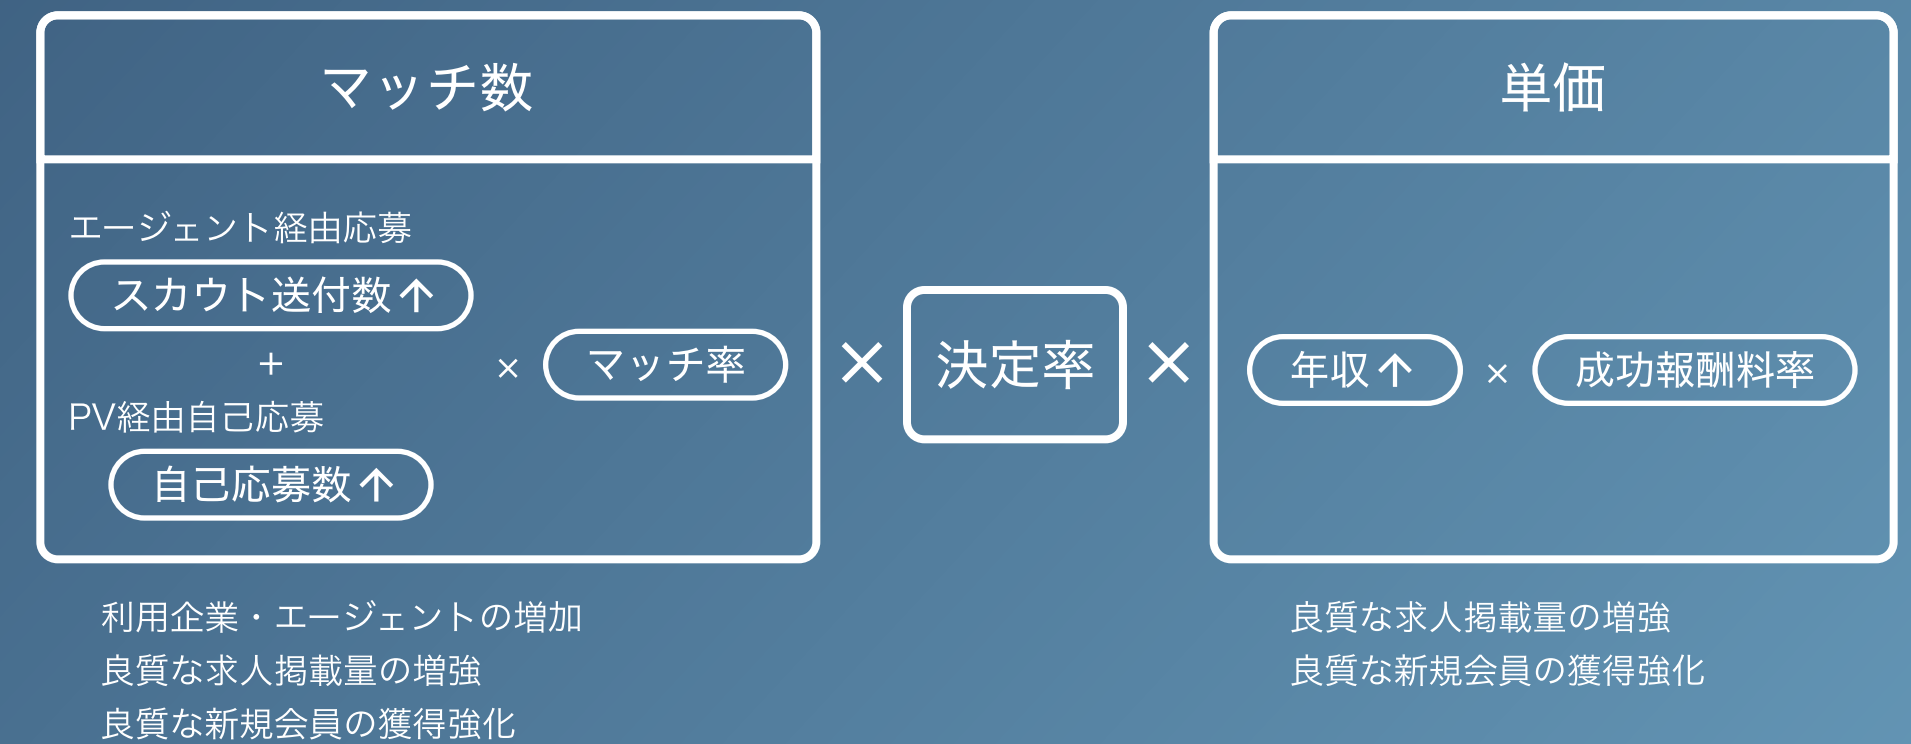 マッチ数
エージェント経由応募
スカウト送付数↑
+
PV経由自己応募
自己応募数↑
×
マッチ率
×
決定率
×
単価
年収↑
×
成功報酬料率
利用企業・エージェントの増加
良質な求人掲載量の増強
良質な新規会員の獲得強化
良質な求人掲載量の増強
良質な新規会員の獲得強化